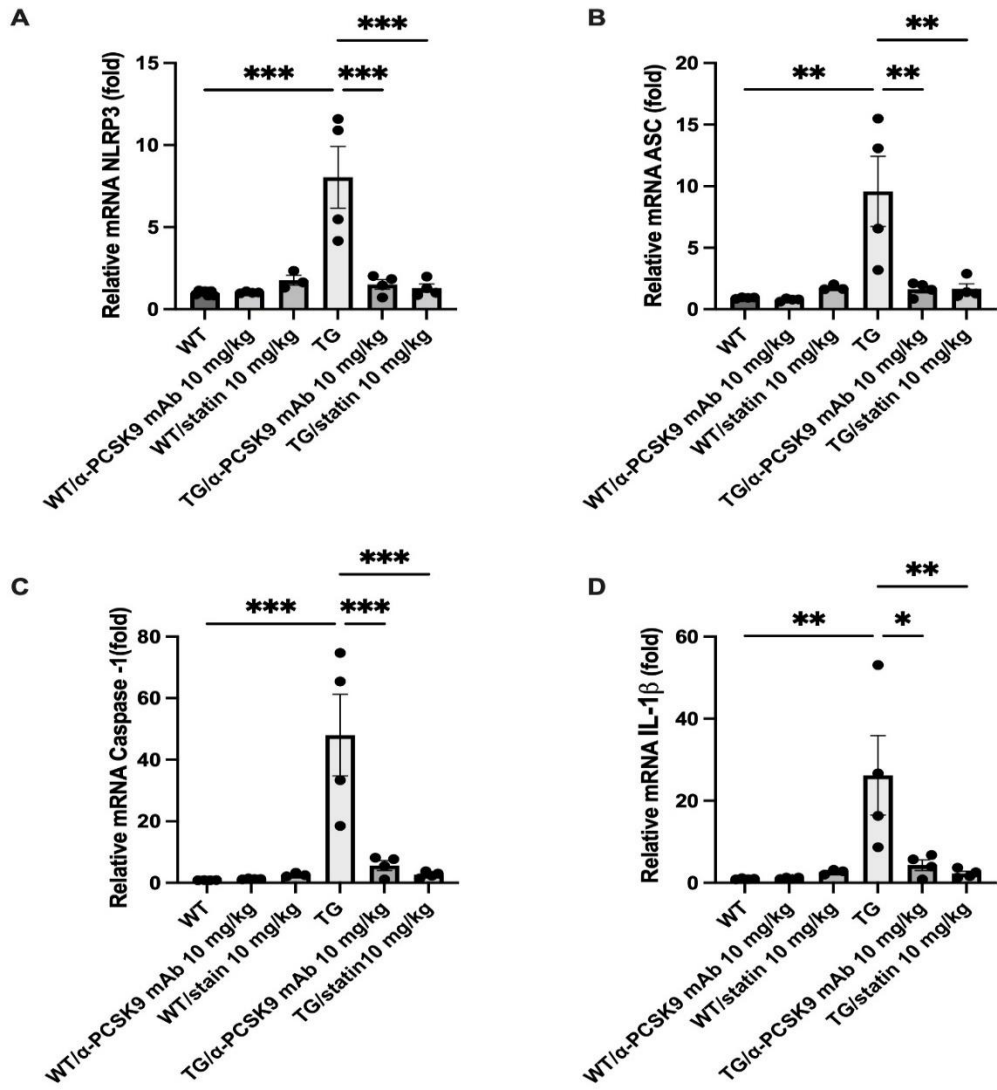 A
***
***
***
Relative mRNA NLRP3 (fold)
15
10
5
0
WT
WT/α-PCSK9 mAb 10 mg/kg
WT/statin 10 mg/kg
TG
TG/α-PCSK9 mAb 10 mg/kg
TG/statin 10 mg/kg
B
**
**
**
Relative mRNA ASC (fold)
20
15
10
5
0
WT
WT/α-PCSK9 mAb 10 mg/kg
WT/statin 10 mg/kg
TG
TG/α-PCSK9 mAb 10 mg/kg
TG/statin 10 mg/kg
C
***
***
***
Relative mRNA Caspase -1(fold)
80
60
40
20
0
WT
WT/α-PCSK9 mAb 10 mg/kg
WT/stain 10 mg/kg
TG
TG/α-PCSK9 mAb 10 mg/kg
TG/statin10 mg/kg
D
**
**
*
Relative mRNA IL-1β (fold)
60
40
20
0
WT
WT/α-PCSK9 mAb 10 mg/kg
WT/statin 10 mg/kg
TG
TG/α-PCSK9 mAb 10 mg/kg
TG/statin 10 mg/kg